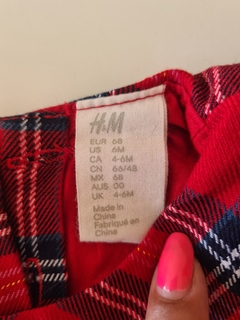 H&M
EUR 68
US 6M
CA 4-6M
CN 66/48
MX 68
AUS 00
UK 4-6M
Made in
China
Fabriqué en
Chine